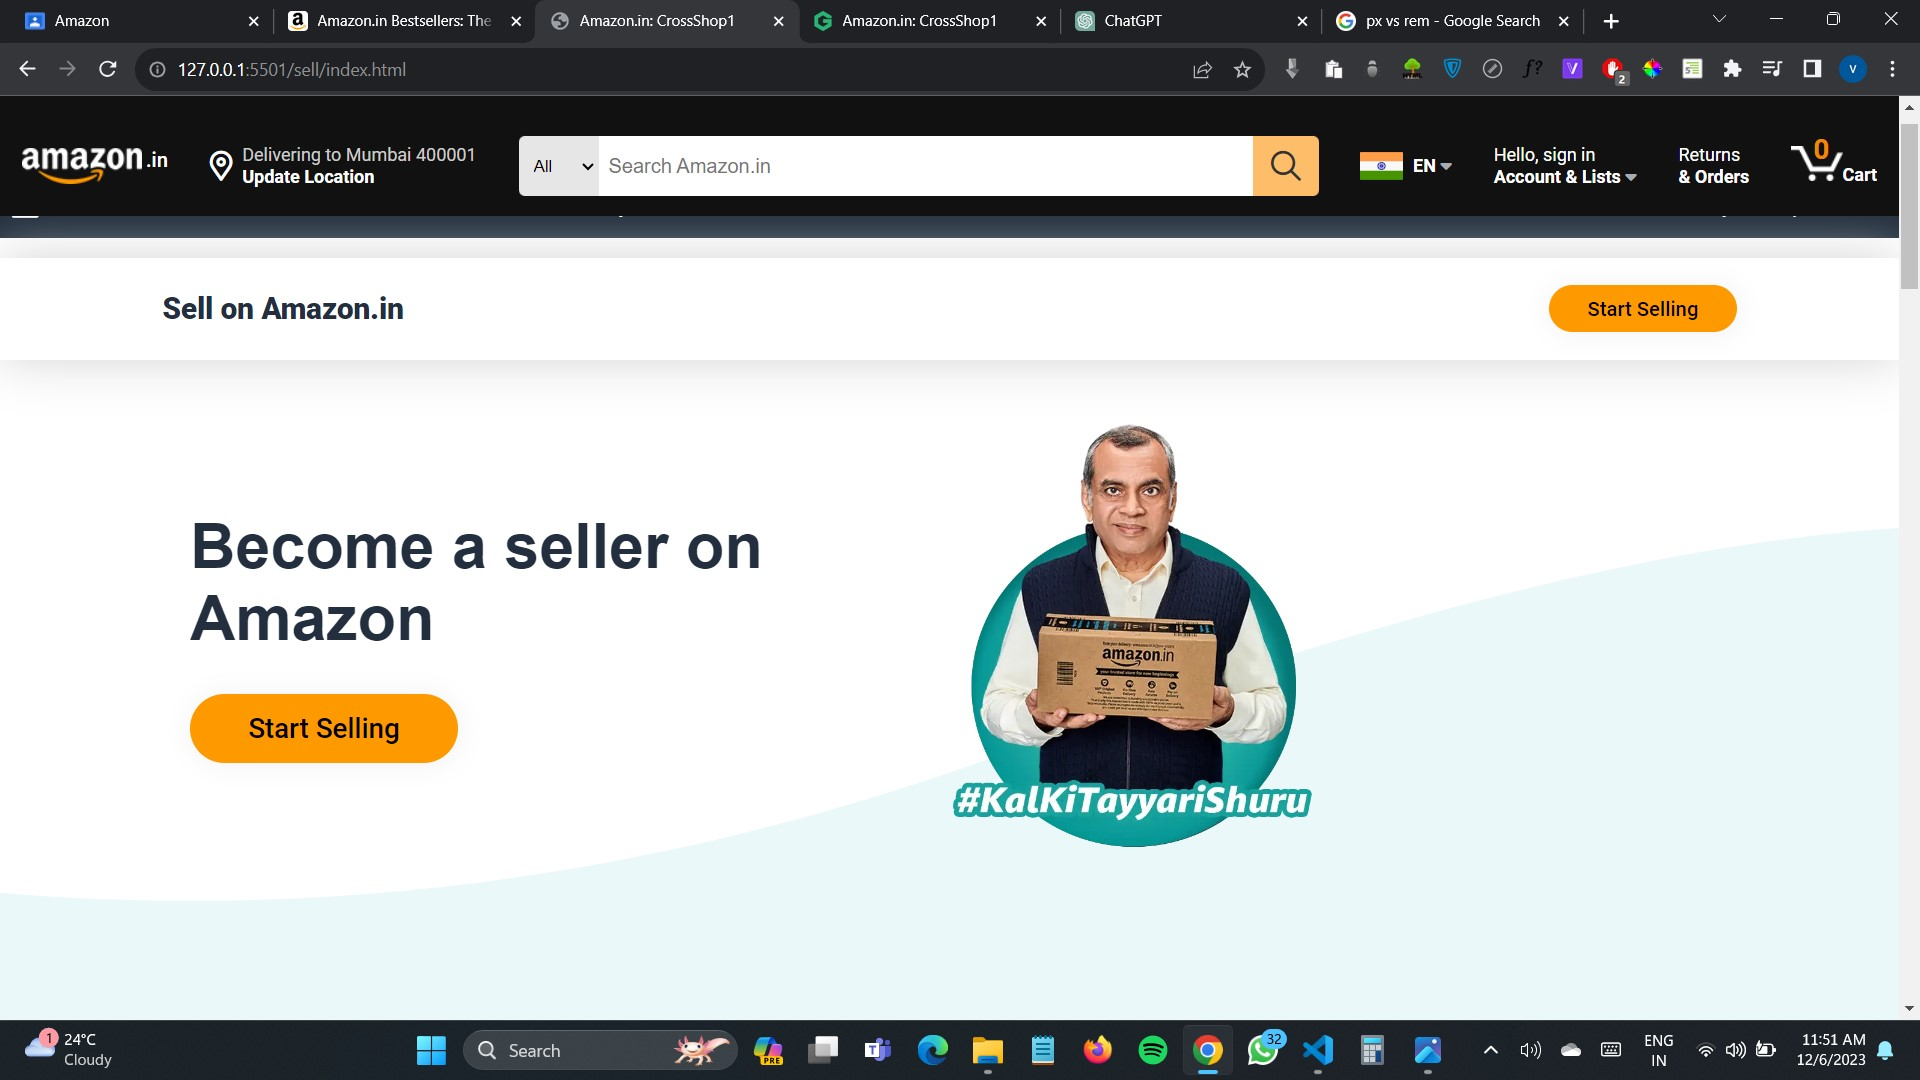 Amazon
Amazon.in Bestsellers: The
Amazon.in: CrossShop1
Amazon.in: CrossShop1
ChatGPT
px vs rem - Google Search
127.0.0.1:5501/sell/index.html
2
V
amazon.in
Delivering to Mumbai 400001
Update Location
All
Search Amazon.in
EN
Hello, sign in
Account & Lists
Returns
& Orders
0
Cart
Sell on Amazon.in
Start Selling
Become a seller on
Amazon
Start Selling
amazon.in
#KalKiTayyariShuru
1
24°C
Cloudy
Search
PRE
32
ENG
IN
11:51 AM
12/6/2023